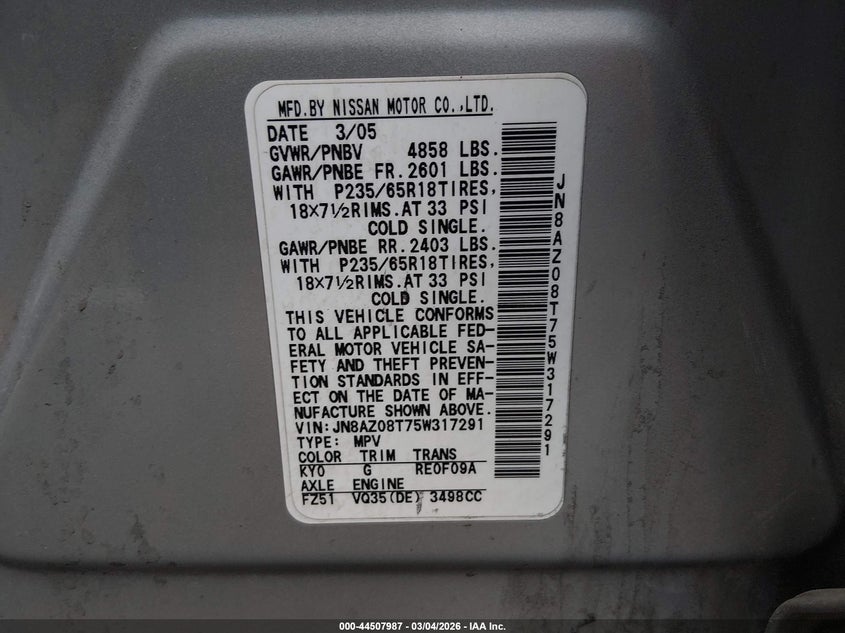 MFD.BY NISSAN MOTOR CO.,LTD.
DATE 3/05
GVWR/PNBV 4858 LBS.
GAWR/PNBE FR.2601 LBS.
WITH P235/65R18TIRES,
18X7½RIMS.AT 33 PSI
COLD SINGLE.
GAWR/PNBE RR.2403 LBS.
WITH P235/65R18TIRES,
18X7½RIMS.AT 33 PSI
COLD SINGLE.
THIS VEHICLE CONFORMS
TO ALL APPLICABLE FED-
ERAL MOTOR VEHICLE SA-
FETY AND THEFT PREVEN-
TION STANDARDS IN EFF-
ECT ON THE DATE OF MA-
NUFACTURE SHOWN ABOVE.
VIN:JN8AZ08T75W317291
TYPE: MPV
COLOR TRIM TRANS
KY0 G RE0F09A
AXLE ENGINE
FZ51 VQ35(DE) 3498CC
JN8AZ08T75W317291
000-44507987 - 03/04/2026 - IAA Inc.